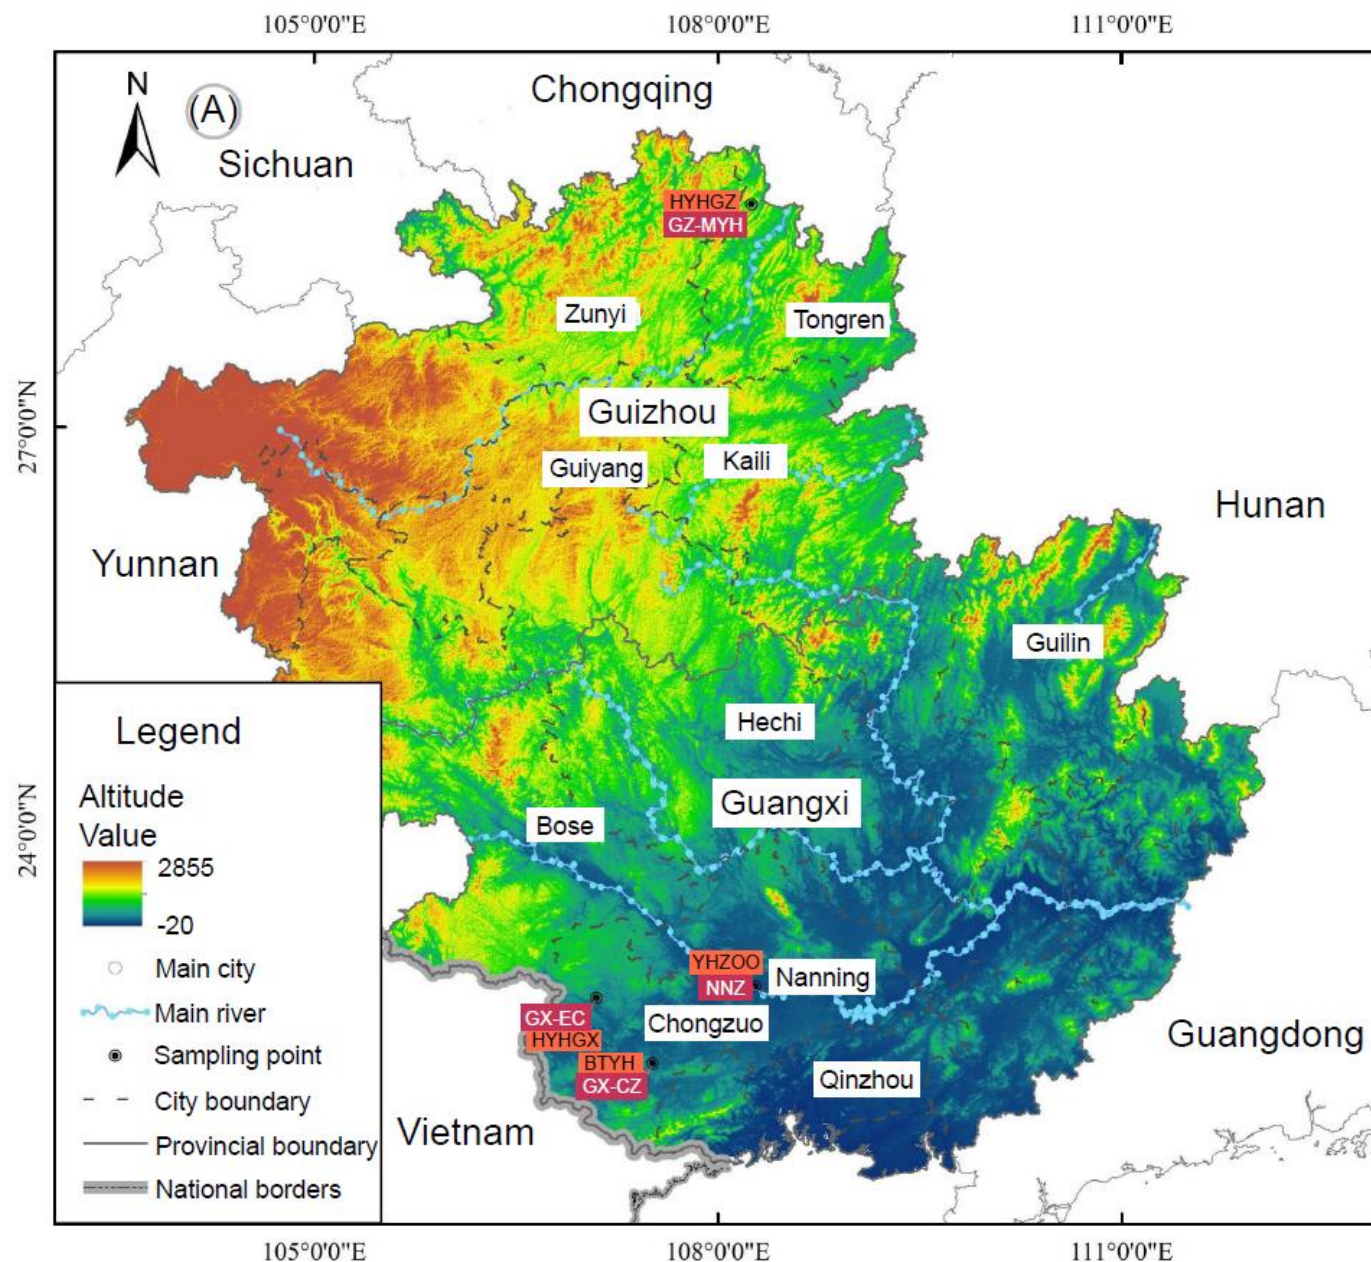 105°0'0"E
108°0'0"E
111°0'0"E
N
(A)
Chongqing
Sichuan
HYHGZ
GZ-MYH
Zunyi
Tongren
27°0'0"N
Guizhou
Guiyang
Kaili
Hunan
Yunnan
Guilin
Hechi
Guangxi
Bose
24°0'0"N
YHZOO
NNZ
Nanning
GX-EC
HYHGX
Chongzuo
BTYH
GX-CZ
Qinzhou
Guangdong
Vietnam
Legend
Altitude
Value
2855
-20
Main city
Main river
Sampling point
City boundary
Provincial boundary
National borders
105°0'0"E
108°0'0"E
111°0'0"E